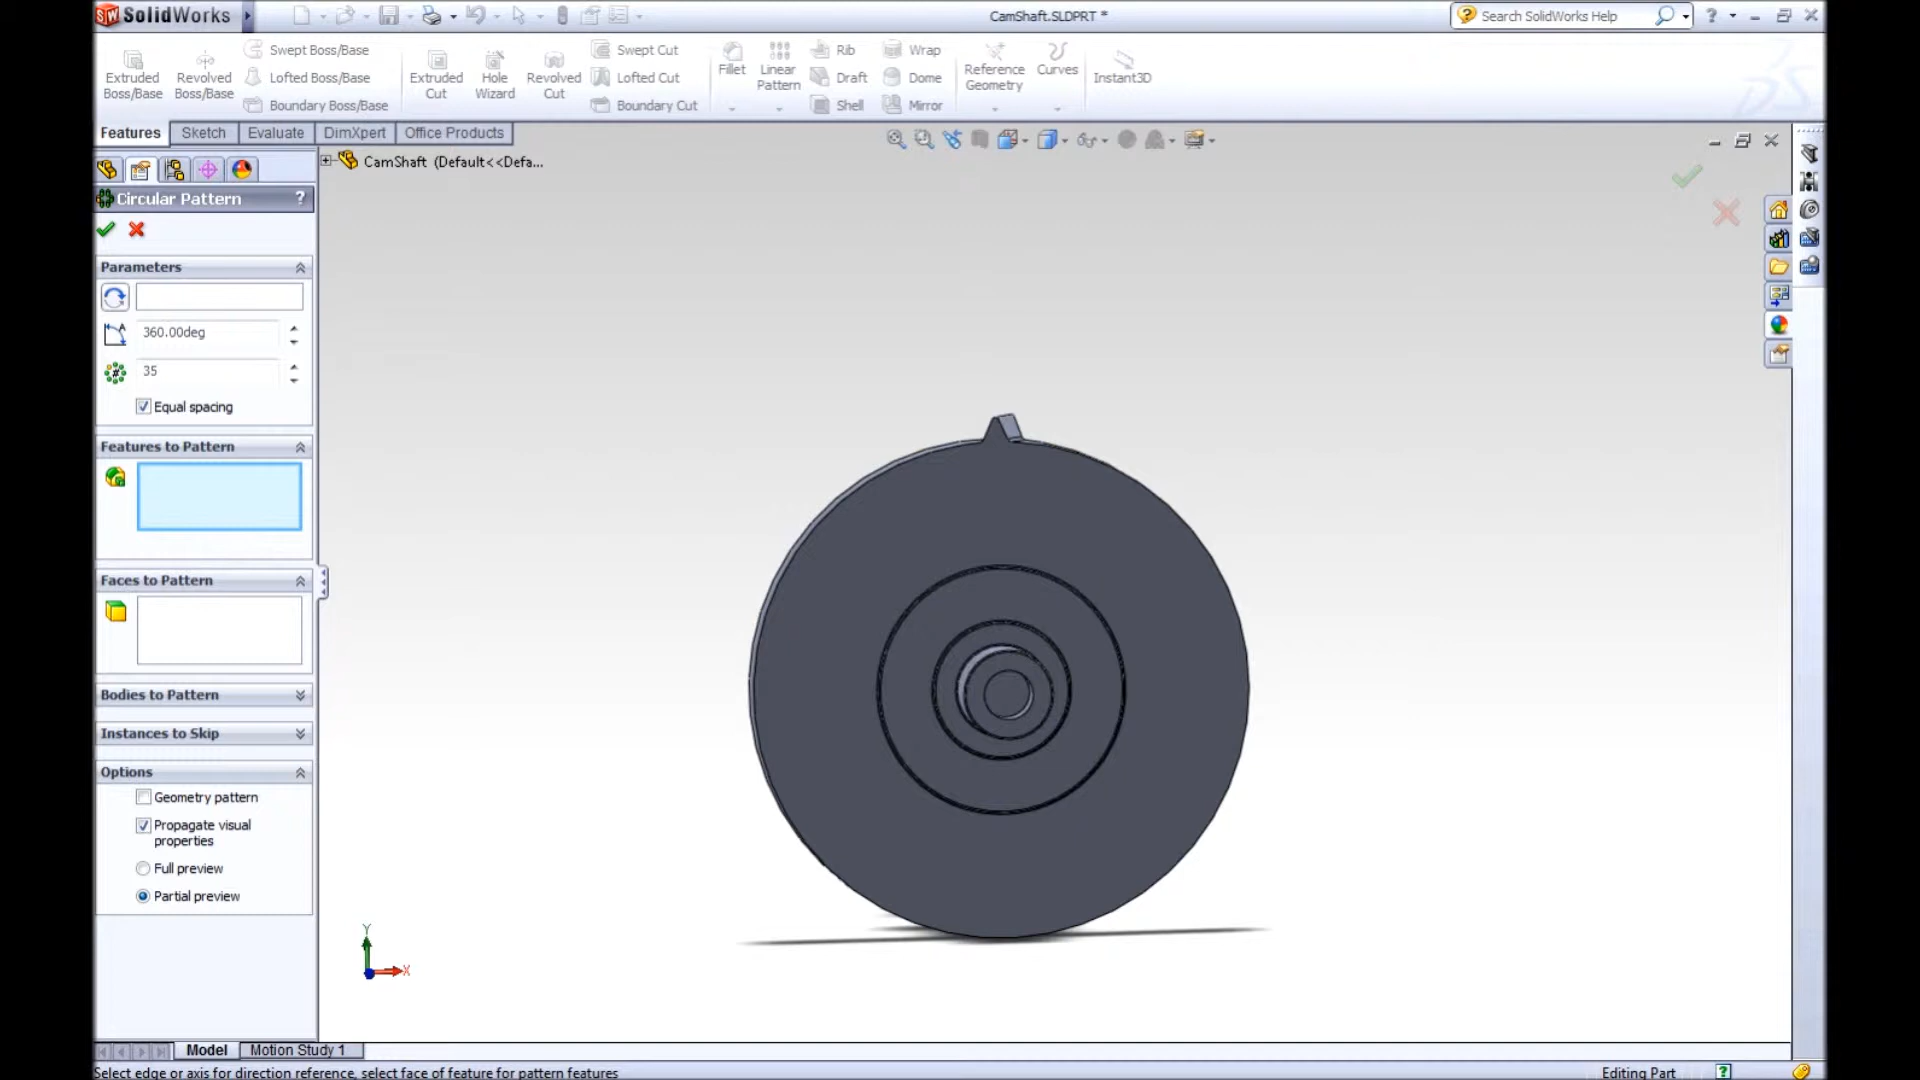 SolidWorks
CamShaft.SLDPRT *
Search SolidWorks Help
?
Extruded Boss/Base
Revolved Boss/Base
Swept Boss/Base
Lofted Boss/Base
Boundary Boss/Base
Extruded Cut
Hole Wizard
Revolved Cut
Swept Cut
Lofted Cut
Boundary Cut
Fillet
Linear Pattern
Rib
Draft
Shell
Wrap
Dome
Mirror
Reference Geometry
Curves
Instant3D
Features
Sketch
Evaluate
DimXpert
Office Products
CamShaft (Default<<Defa...
Circular Pattern
?
Parameters
360.00deg
35
Equal spacing
Features to Pattern
Faces to Pattern
Bodies to Pattern
Instances to Skip
Options
Geometry pattern
Propagate visual
properties
Full preview
Partial preview
Y
X
Model
Motion Study 1
Select edge or axis for direction reference, select face of feature for pattern features
Editing Part
?